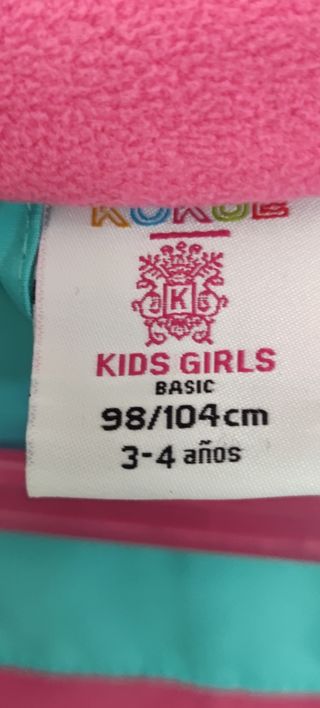 K
KIDS GIRLS
BASIC
98/104cm
3-4 años